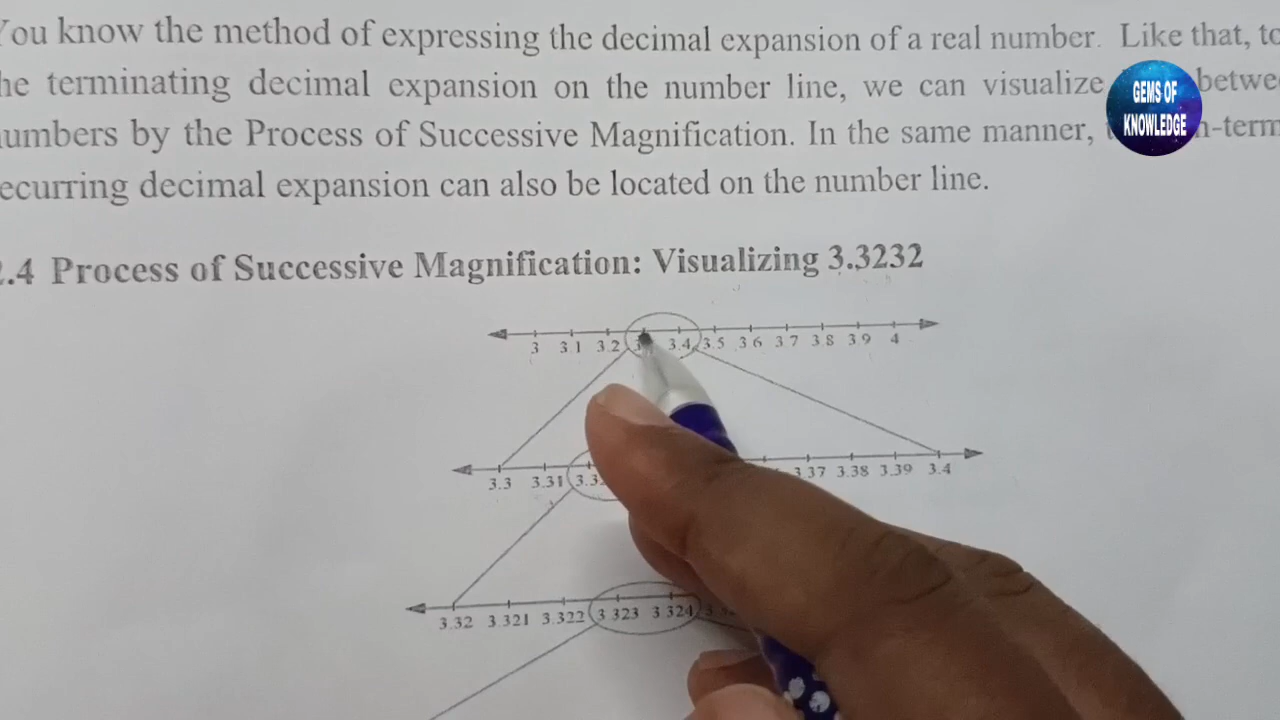 You know the method of expressing the decimal expansion of a real number. Like that, to
he terminating decimal expansion on the number line, we can visualize betwe
numbers by the Process of Successive Magnification. In the same manner, n-term
ecurring decimal expansion can also be located on the number line.
GEMS OF
KNOWLEDGE
2.4 Process of Successive Magnification: Visualizing 3.3232
3 3.1 3.2 3.4 3.5 3.6 3.7 3.8 3.9 4
3.3 3.31 3.37 3.38 3.39 3.4
3.32 3.321 3.322 3.323 3.324